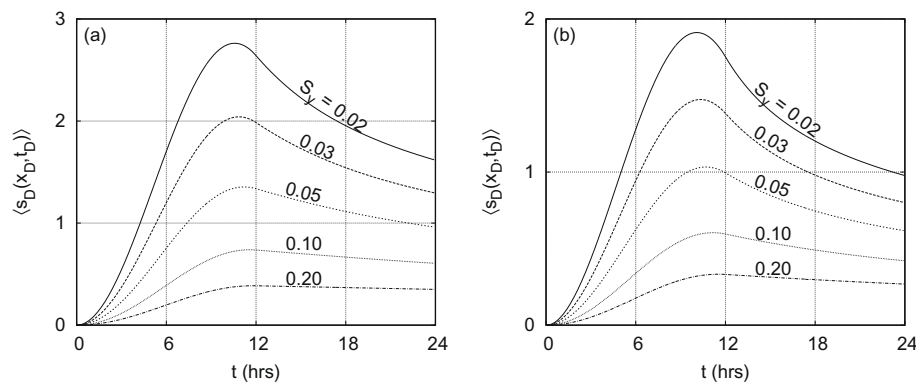 (a)
3
2
1
0
⟨s_D(x_D,t_D)⟩
S_y = 0.02
0.03
0.05
0.10
0.20
0 6 12 18 24
t (hrs)
(b)
2
1
0
⟨s_D(x_D,t_D)⟩
S_y = 0.02
0.03
0.05
0.10
0.20
0 6 12 18 24
t (hrs)